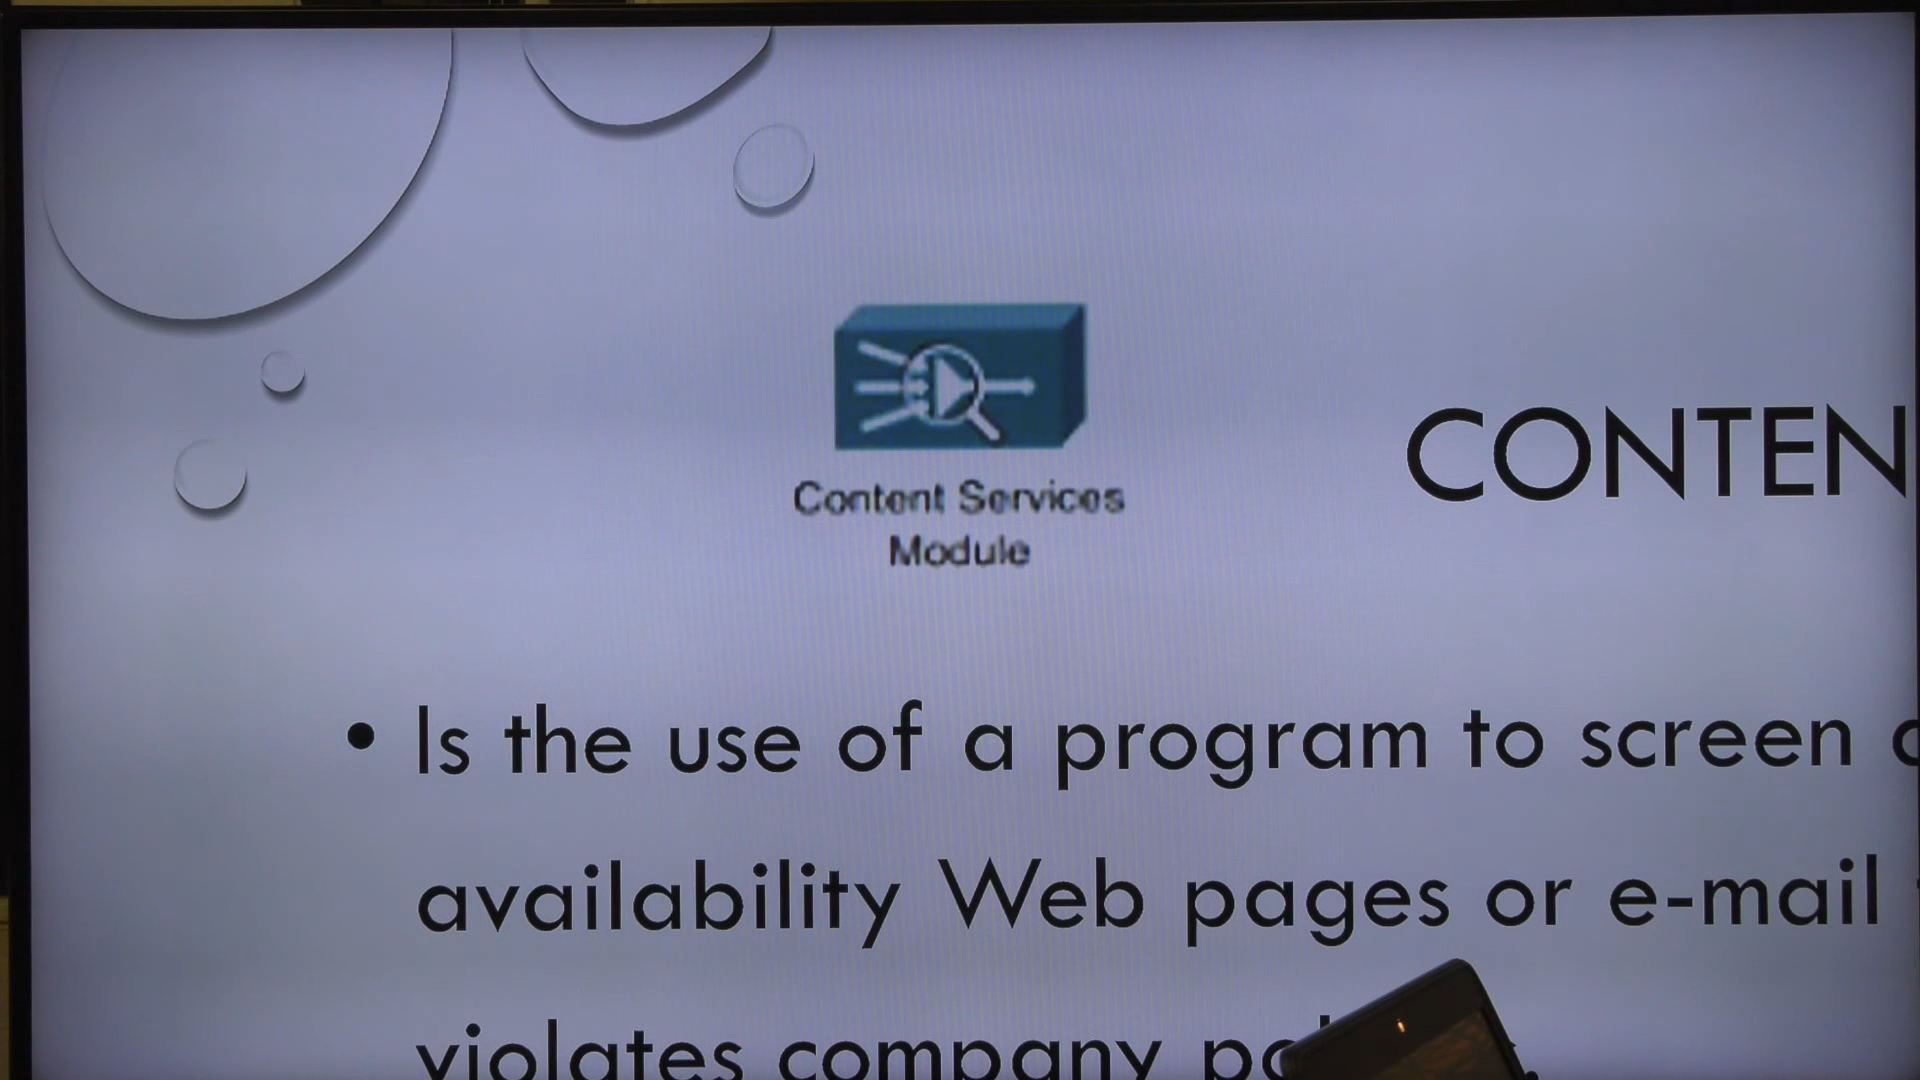 Content Services
Module
CONTEN
• Is the use of a program to screen
availability Web pages or e-mail
violates company